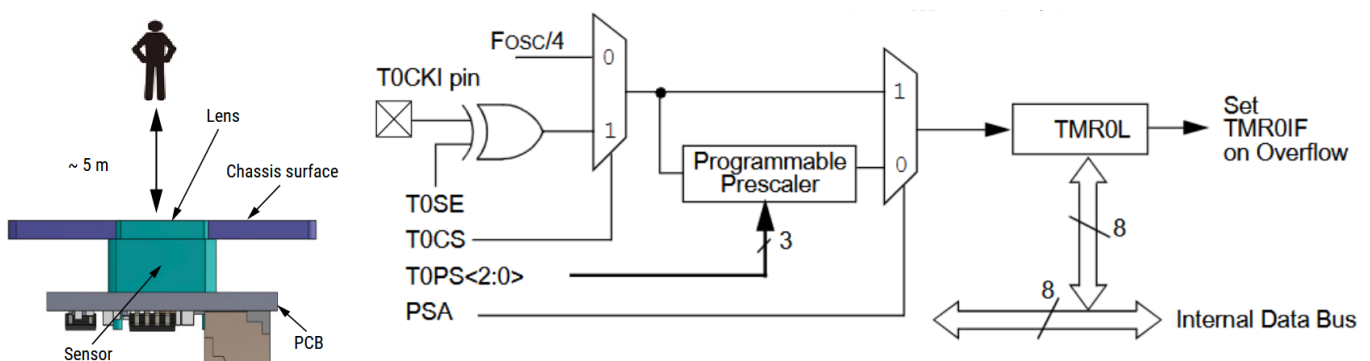 Lens
~ 5 m
Chassis surface
Sensor
PCB
FOSC/4
T0CKI pin
0
1
T0SE
T0CS
T0PS<2:0>
PSA
Programmable
Prescaler
3
1
0
TMR0L
Set
TMR0IF
on Overflow
8
8
Internal Data Bus